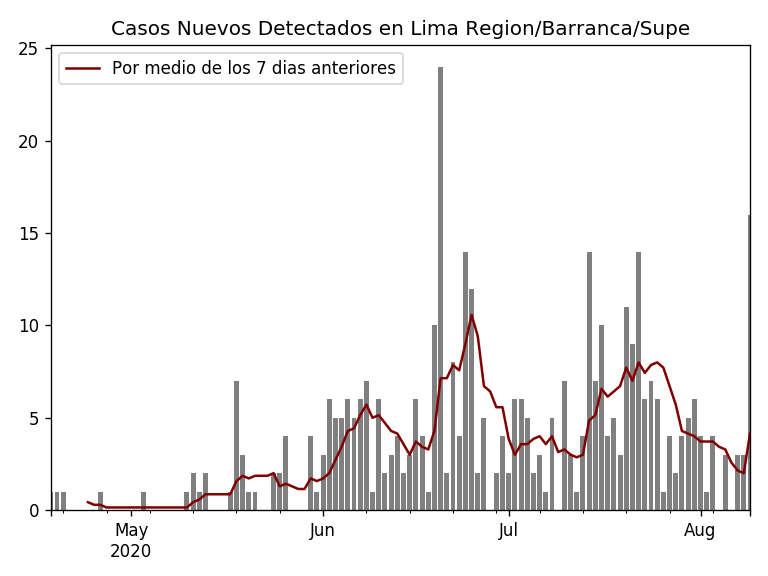 Casos Nuevos Detectados en Lima Region/Barranca/Supe
Por medio de los 7 dias anteriores
25
20
15
10
5
0
May Jun Jul Aug
2020